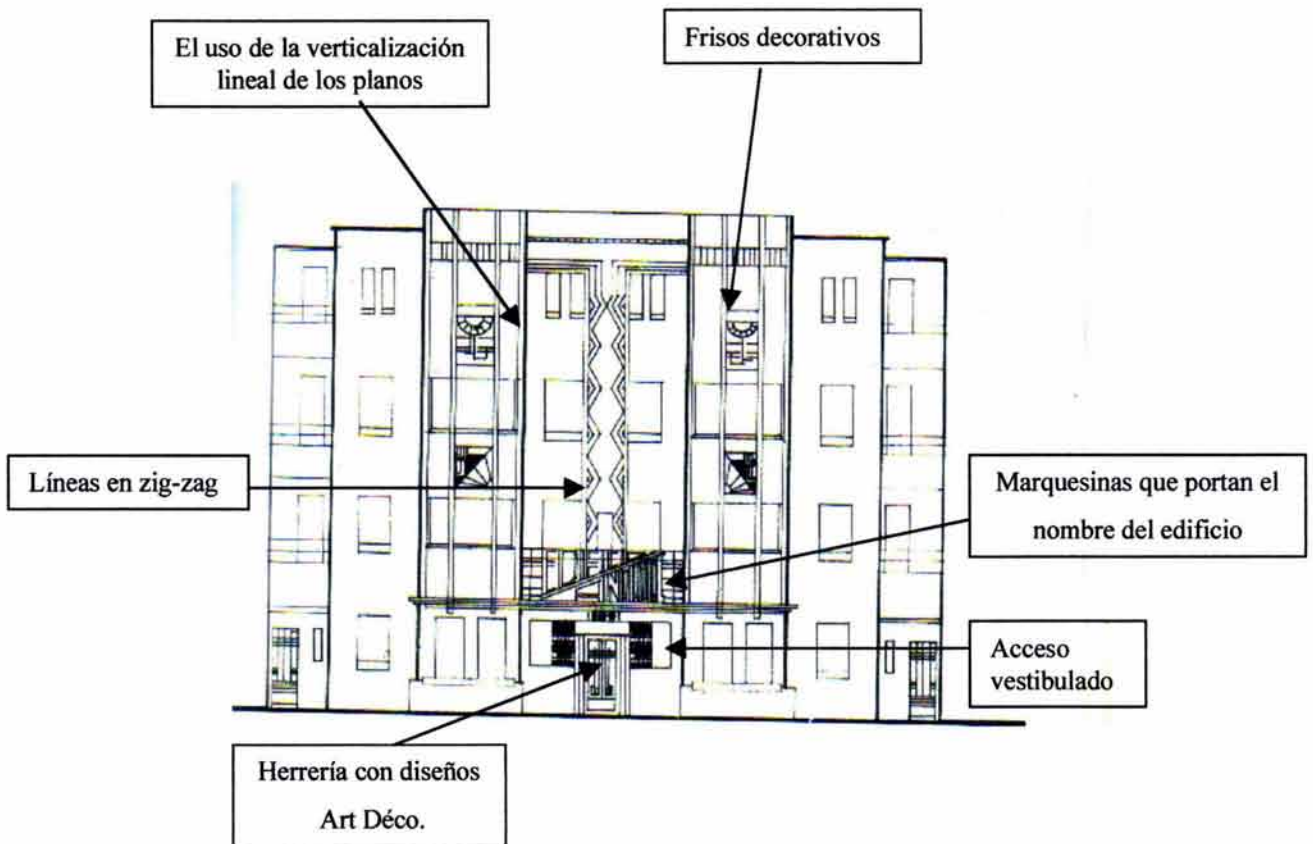 El uso de la verticalización
lineal de los planos
Frisos decorativos
Líneas en zig-zag
Marquesinas que portan el
nombre del edificio
Acceso
vestibulado
Herrería con diseños
Art Déco.